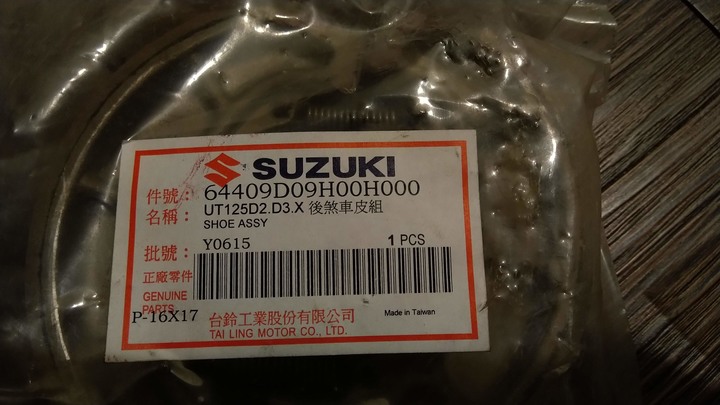 SUZUKI
件號： 64409D09H00H000
名稱： UT125D2.D3.X 後煞車皮組
SHOE ASSY
批號： Y0615 1 PCS
正廠零件
GENUINE
PARTS
P-16X17
台鈴工業股份有限公司 Made in Taiwan
TAI LING MOTOR CO., LTD.